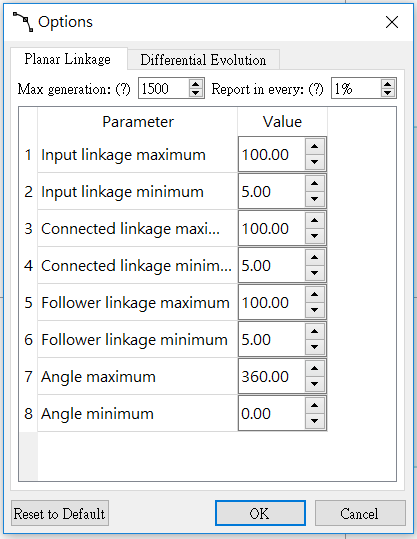 Options
Planar Linkage Differential Evolution
Max generation: (?) 1500 Report in every: (?) 1%
Parameter Value
1 Input linkage maximum 100.00
2 Input linkage minimum 5.00
3 Connected linkage maxi... 100.00
4 Connected linkage minim... 5.00
5 Follower linkage maximum 100.00
6 Follower linkage minimum 5.00
7 Angle maximum 360.00
8 Angle minimum 0.00
Reset to Default OK Cancel